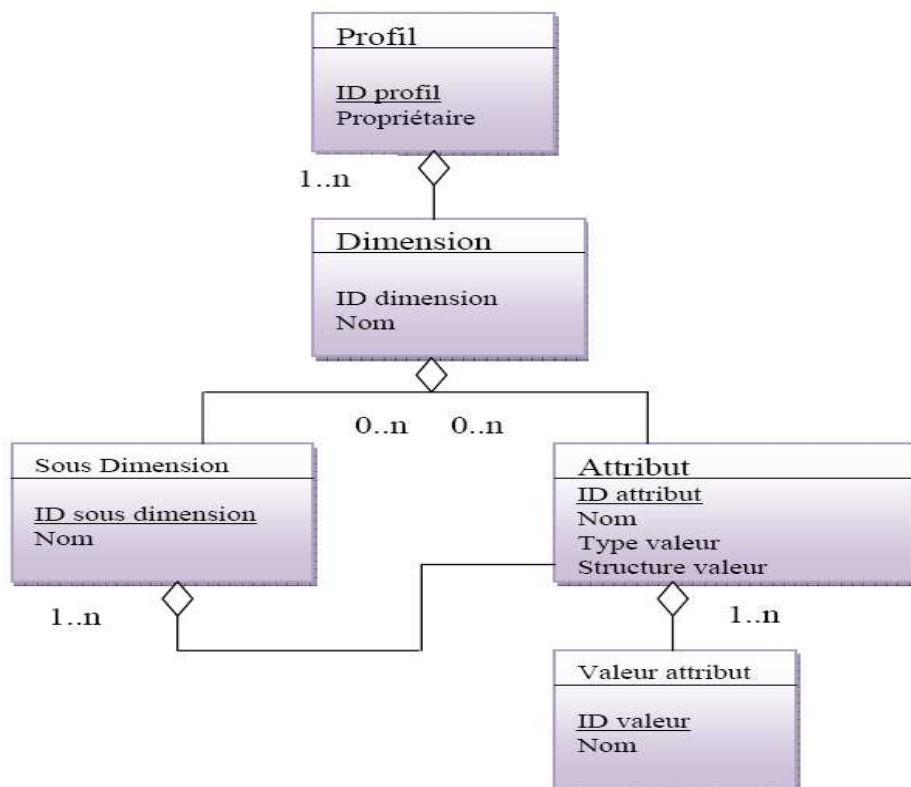 Profil
ID profil
Propriétaire
1..n
Dimension
ID dimension
Nom
0..n 0..n
Sous Dimension
ID sous dimension
Nom
1..n
Attribut
ID attribut
Nom
Type valeur
Structure valeur
1..n
Valeur attribut
ID valeur
Nom